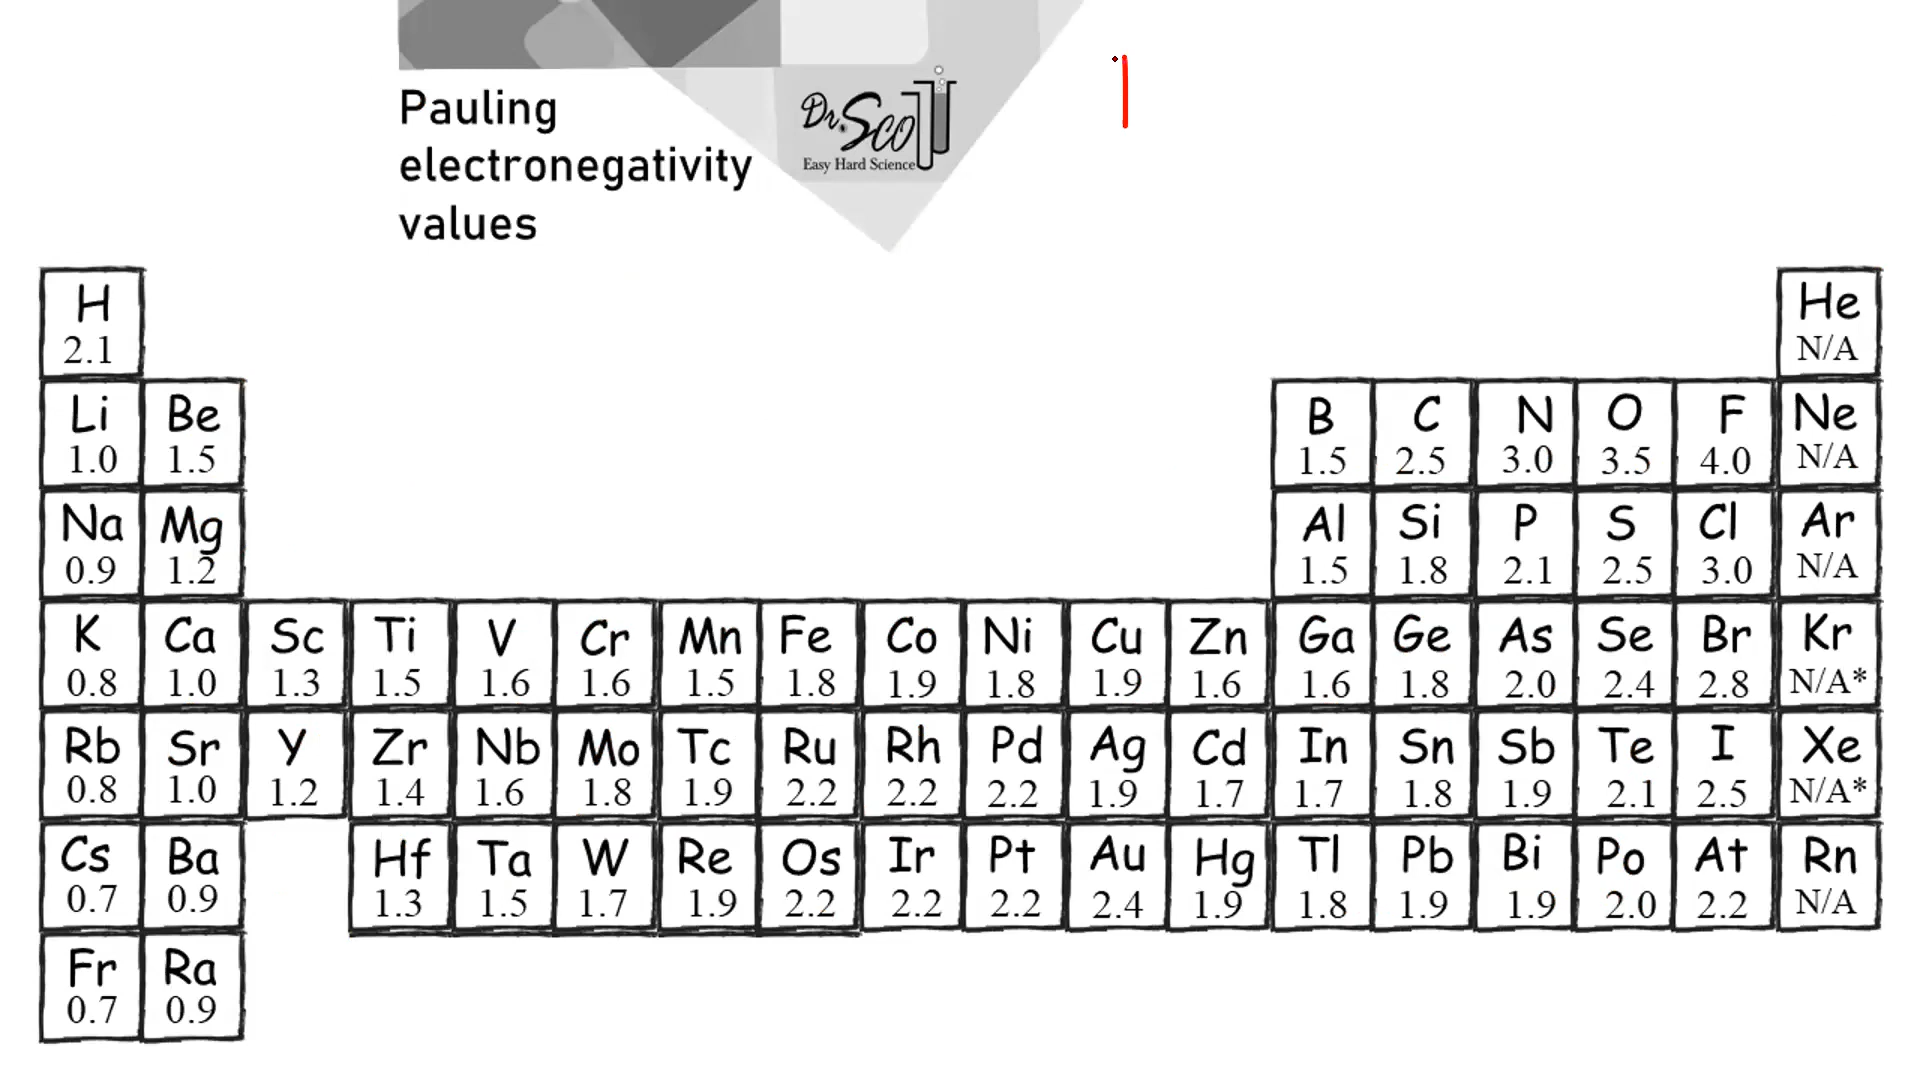 Pauling
electronegativity
values
Dr. Scott
Easy Hard Science
H He
2.1 N/A
Li Be B C N O F Ne
1.0 1.5 1.5 2.5 3.0 3.5 4.0 N/A
Na Mg Al Si P S Cl Ar
0.9 1.2 1.5 1.8 2.1 2.5 3.0 N/A
K Ca Sc Ti V Cr Mn Fe Co Ni Cu Zn Ga Ge As Se Br Kr
0.8 1.0 1.3 1.5 1.6 1.6 1.5 1.8 1.9 1.8 1.9 1.6 1.6 1.8 2.0 2.4 2.8 N/A*
Rb Sr Y Zr Nb Mo Tc Ru Rh Pd Ag Cd In Sn Sb Te I Xe
0.8 1.0 1.2 1.4 1.6 1.8 1.9 2.2 2.2 2.2 1.9 1.7 1.7 1.8 1.9 2.1 2.5 N/A*
Cs Ba Hf Ta W Re Os Ir Pt Au Hg Tl Pb Bi Po At Rn
0.7 0.9 1.3 1.5 1.7 1.9 2.2 2.2 2.2 2.4 1.9 1.8 1.9 1.9 2.0 2.2 N/A
Fr Ra
0.7 0.9